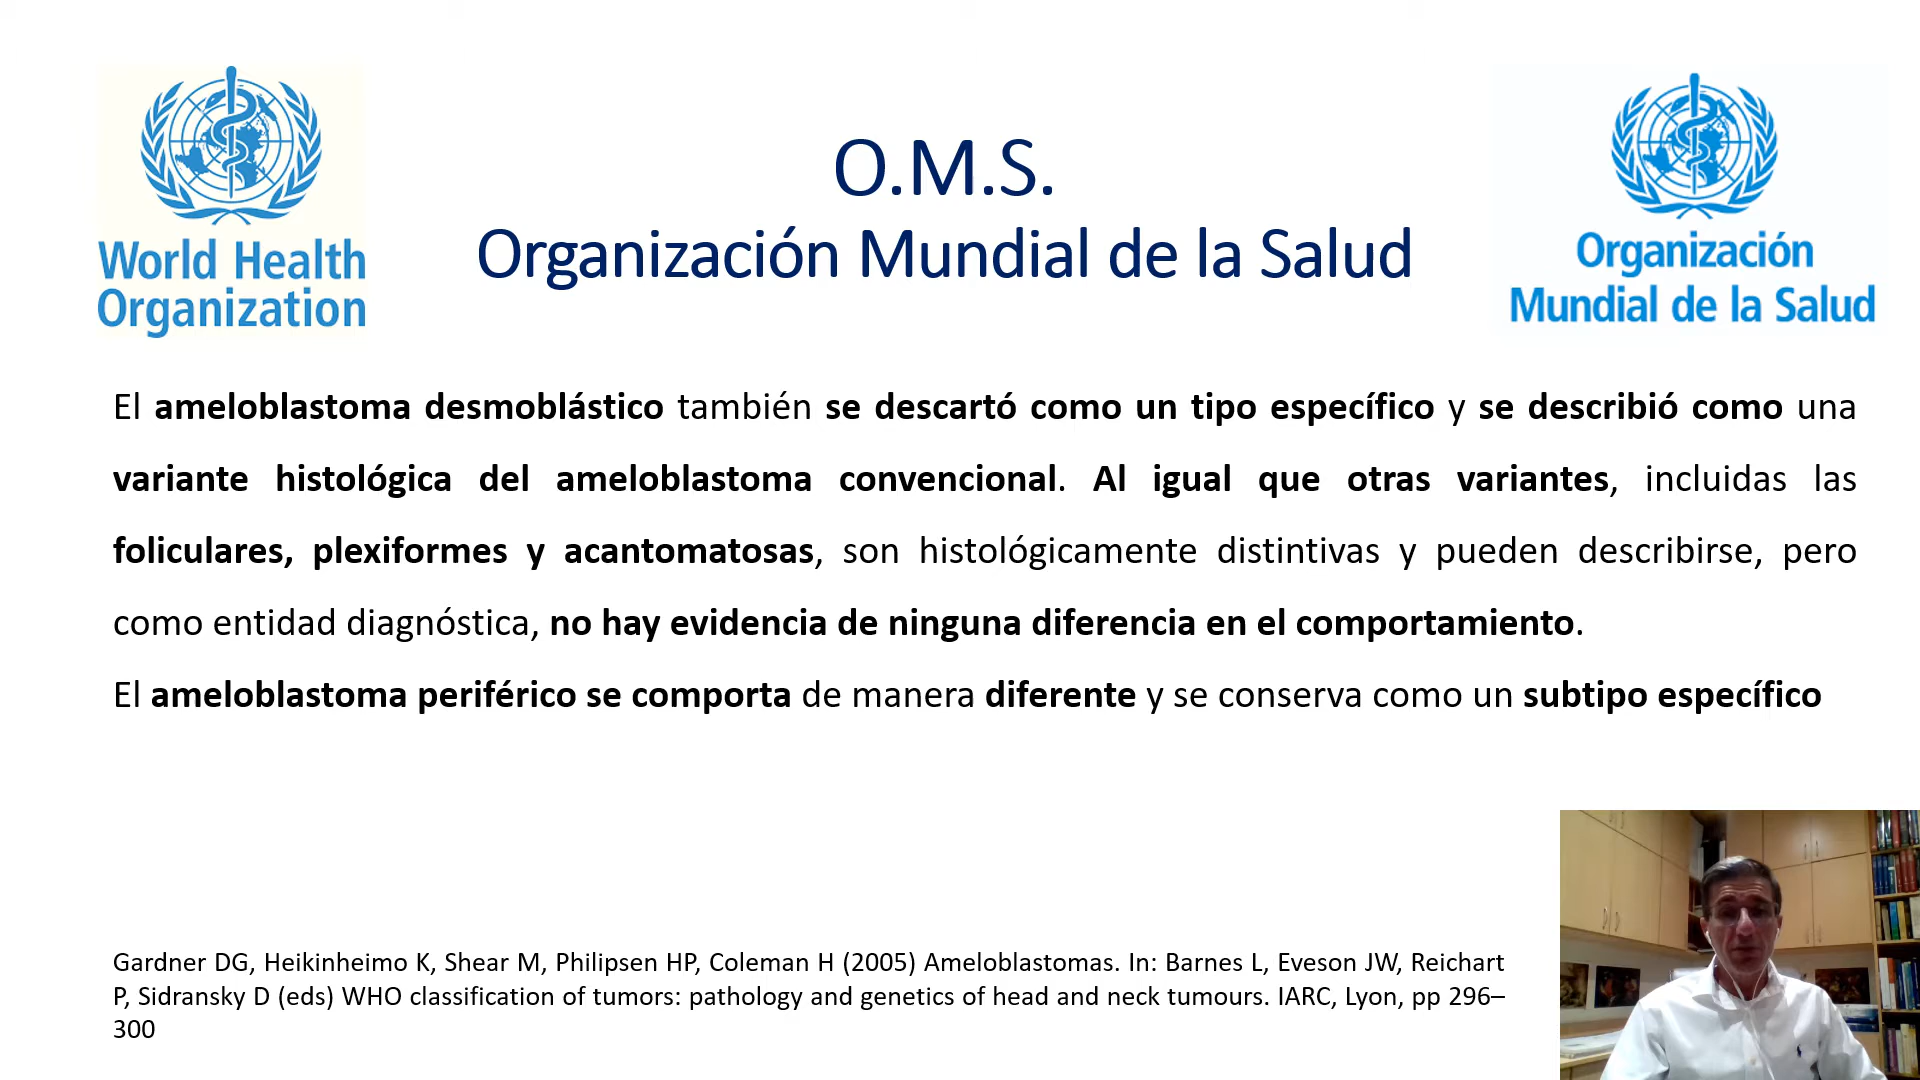 World Health
Organization
O.M.S.
Organización Mundial de la Salud
Organización
Mundial de la Salud
El ameloblastoma desmoblástico también se descartó como un tipo específico y se describió como una
variante histológica del ameloblastoma convencional. Al igual que otras variantes, incluidas las
foliculares, plexiformes y acantomatosas, son histológicamente distintivas y pueden describirse, pero
como entidad diagnóstica, no hay evidencia de ninguna diferencia en el comportamiento.
El ameloblastoma periférico se comporta de manera diferente y se conserva como un subtipo específico
Gardner DG, Heikinheimo K, Shear M, Philipsen HP, Coleman H (2005) Ameloblastomas. In: Barnes L, Eveson JW, Reichart
P, Sidransky D (eds) WHO classification of tumors: pathology and genetics of head and neck tumours. IARC, Lyon, pp 296–
300